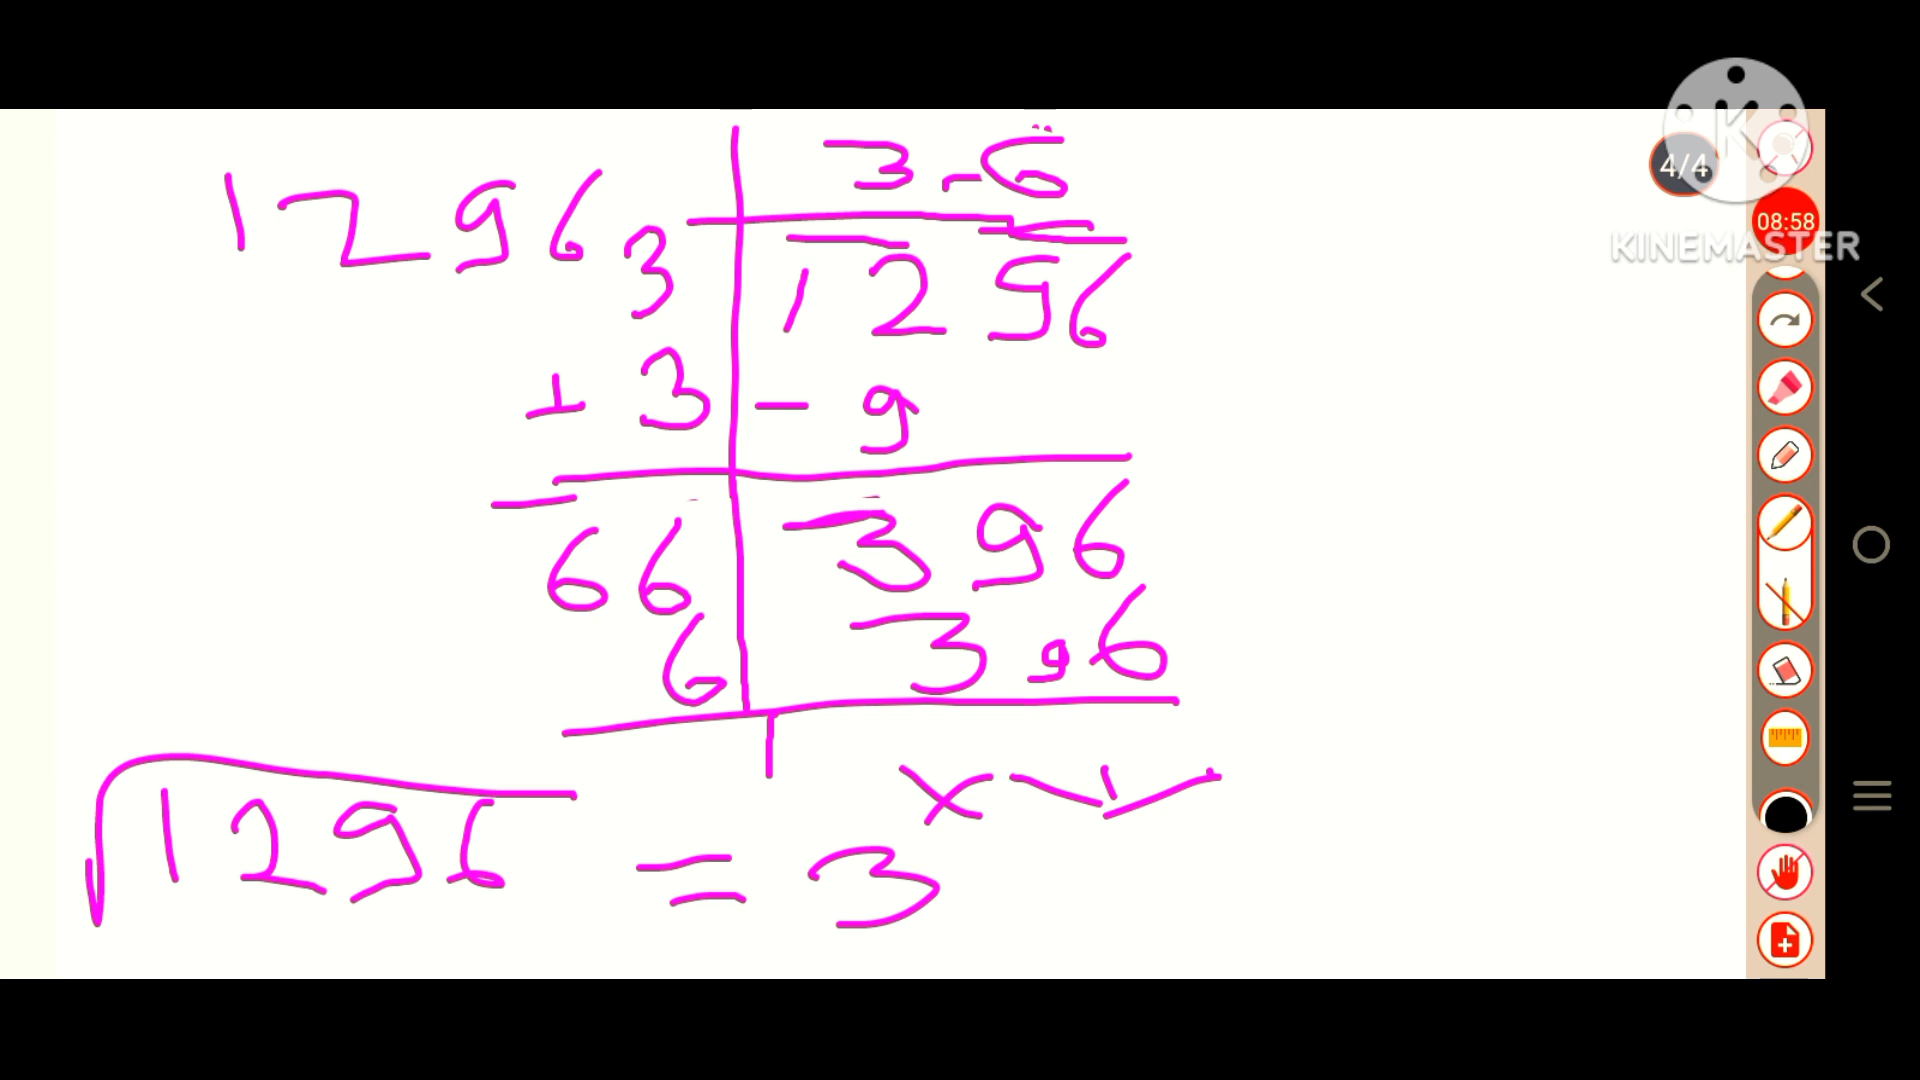 3.6
1296
3 1296
+ 3 - 9
66 396
6 396
×
√1296 = 3
4/4
08:58
K
KINEMASTER